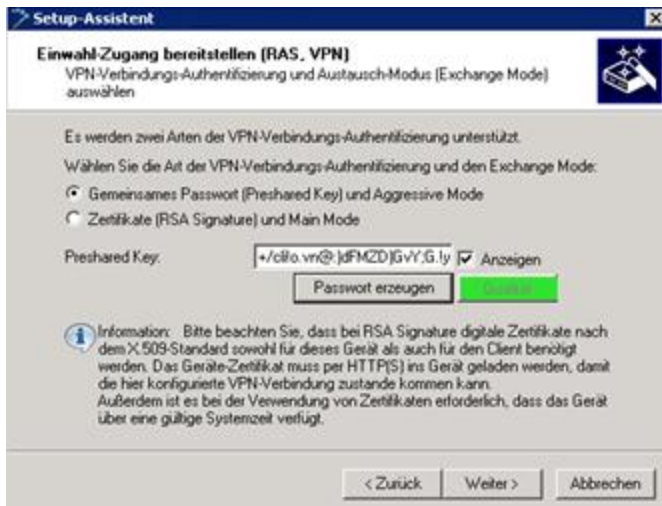 Setup-Assistent
Einwahl-Zugang bereitstellen (RAS, VPN)
VPN-Verbindungs-Authentifizierung und Austausch-Modus (Exchange Mode)
auswählen
Es werden zwei Arten der VPN-Verbindungs-Authentifizierung unterstützt.
Wählen Sie die Art der VPN-Verbindungs-Authentifizierung und den Exchange Mode:
Gemeinsames Passwort (Preshared Key) und Aggressive Mode
Zertifikate (RSA Signature) und Main Mode
Preshared Key: Anzeigen
Passwort erzeugen
Information: Bitte beachten Sie, dass bei RSA Signature digitale Zertifikate nach
dem X.509-Standard sowohl für dieses Gerät als auch für den Client benötigt
werden. Das Geräte-Zertifikat muss per HTTP(S) ins Gerät geladen werden, damit
die hier konfigurierte VPN-Verbindung zustande kommen kann.
Außerdem ist es bei der Verwendung von Zertifikaten erforderlich, dass das Gerät
über eine gültige Systemzeit verfügt.
< Zurück Weiter > Abbrechen